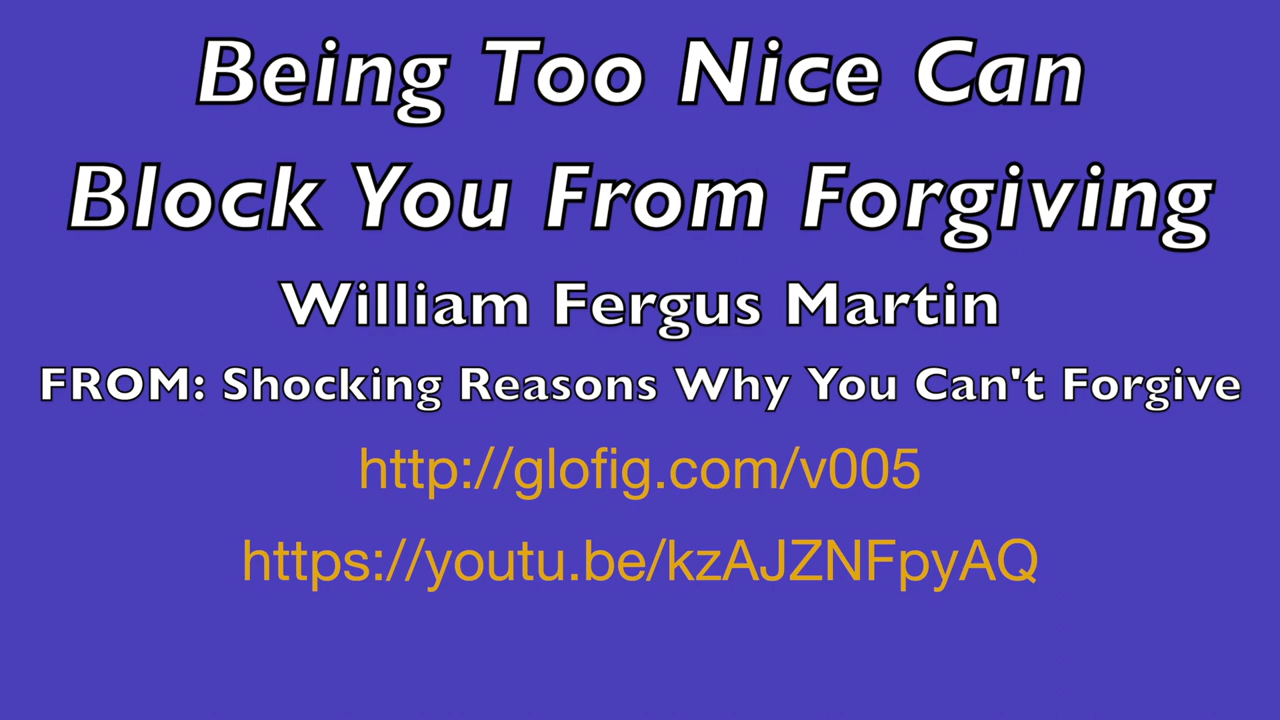 Being Too Nice Can
Block You From Forgiving
William Fergus Martin
FROM: Shocking Reasons Why You Can't Forgive
http://glofig.com/v005
https://youtu.be/kzAJZNFpyAQ